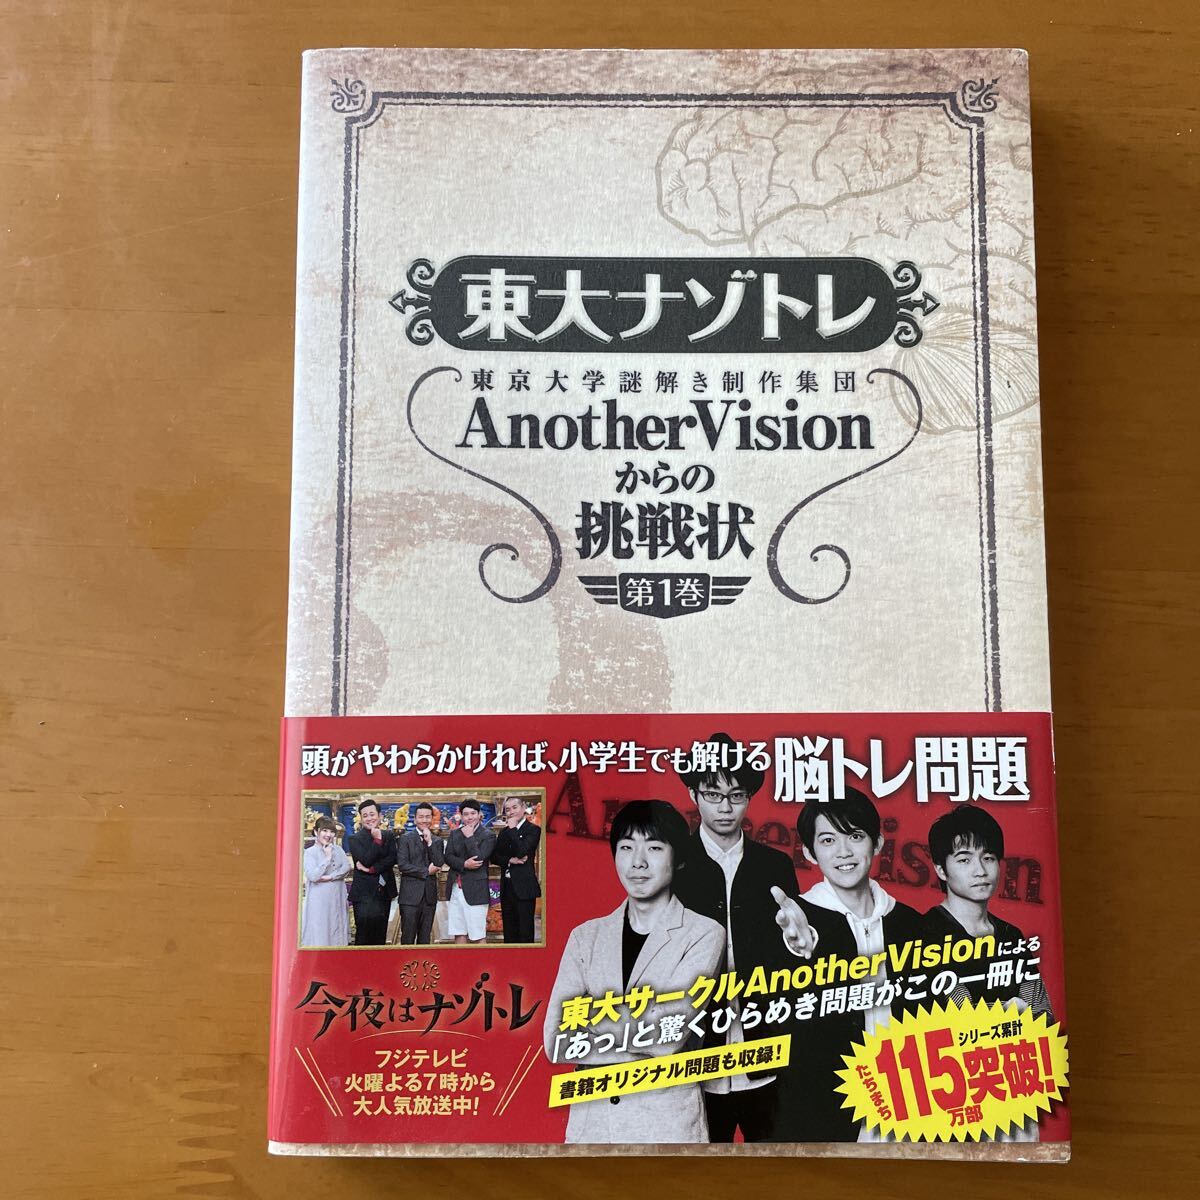 東大ナゾトレ
東京大学謎解き制作集団
AnotherVision
からの
挑戦状
第1巻
頭がやわらかければ、小学生でも解ける脳トレ問題
AnotherVision
今夜はナゾトレ
フジテレビ
火曜よる7時から
大人気放送中!
東大サークルAnotherVisionによる
「あっ」と驚くひらめき問題がこの一冊に
書籍オリジナル問題も収録!
シリーズ累計
たちまち115万部突破!